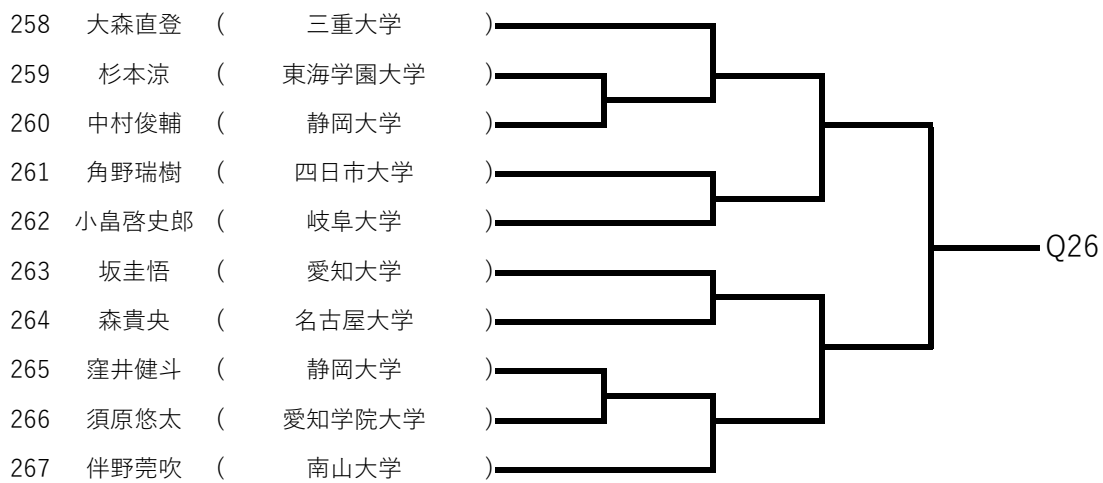 258 大森直登 ( 三重大学 )
259 杉本涼 ( 東海学園大学 )
260 中村俊輔 ( 静岡大学 )
261 角野瑞樹 ( 四日市大学 )
262 小畠啓史郎 ( 岐阜大学 )
263 坂圭悟 ( 愛知大学 )
264 森貴央 ( 名古屋大学 )
265 窪井健斗 ( 静岡大学 )
266 須原悠太 ( 愛知学院大学 )
267 伴野莞吹 ( 南山大学 )
Q26